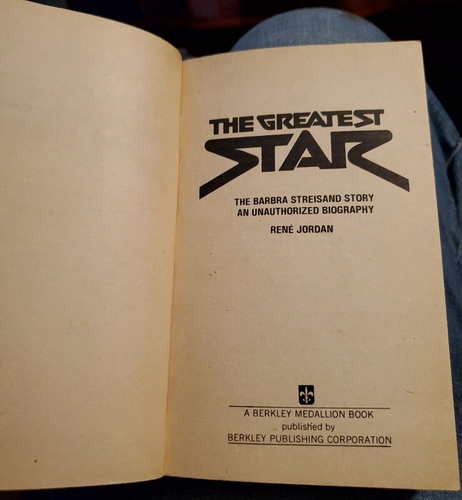 THE GREATEST
STAR
THE BARBRA STREISAND STORY
AN UNAUTHORIZED BIOGRAPHY
RENÉ JORDAN
A BERKLEY MEDALLION BOOK
published by
BERKLEY PUBLISHING CORPORATION